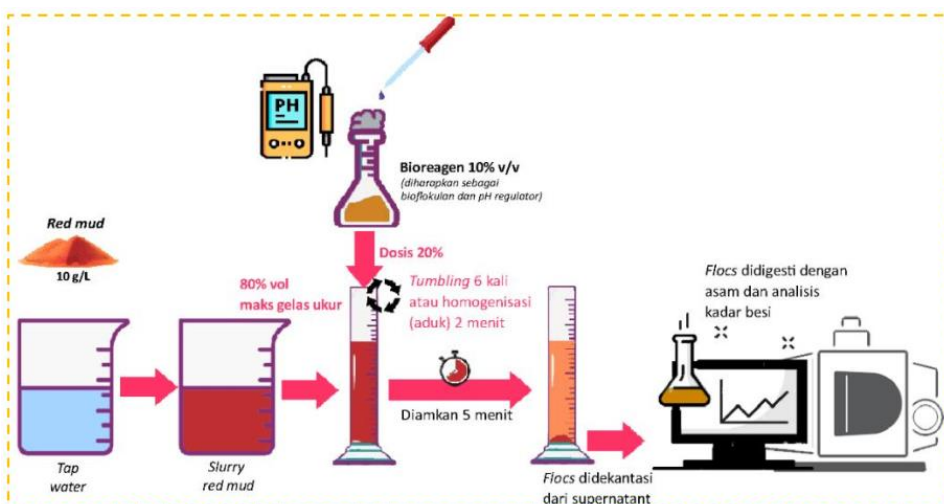 PH
Bioreagen 10% v/v
(diharapkan sebagai
bioflokulan dan pH regulator)
Red mud
10 g/L
Dosis 20%
80% vol
maks gelas ukur
Tumbling 6 kali
atau homogenisasi
(aduk) 2 menit
Flocs didigesti dengan
asam dan analisis
kadar besi
Diamkan 5 menit
Tap
water
Slurry
red mud
Flocs didekantasi
dari supernatant